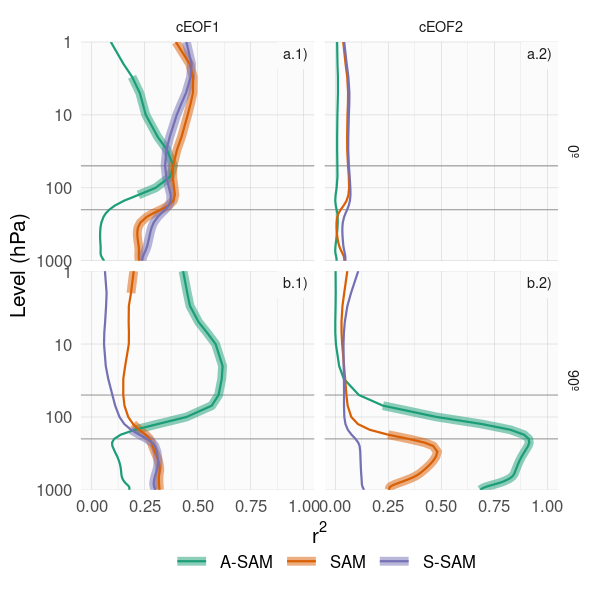 cEOF1 cEOF2
a.1) a.2)
1
10
100
1000
0º
b.1) b.2)
1
10
100
1000
90º
Level (hPa)
0.00 0.25 0.50 0.75 1.00 0.00 0.25 0.50 0.75 1.00
r2
A-SAM SAM S-SAM